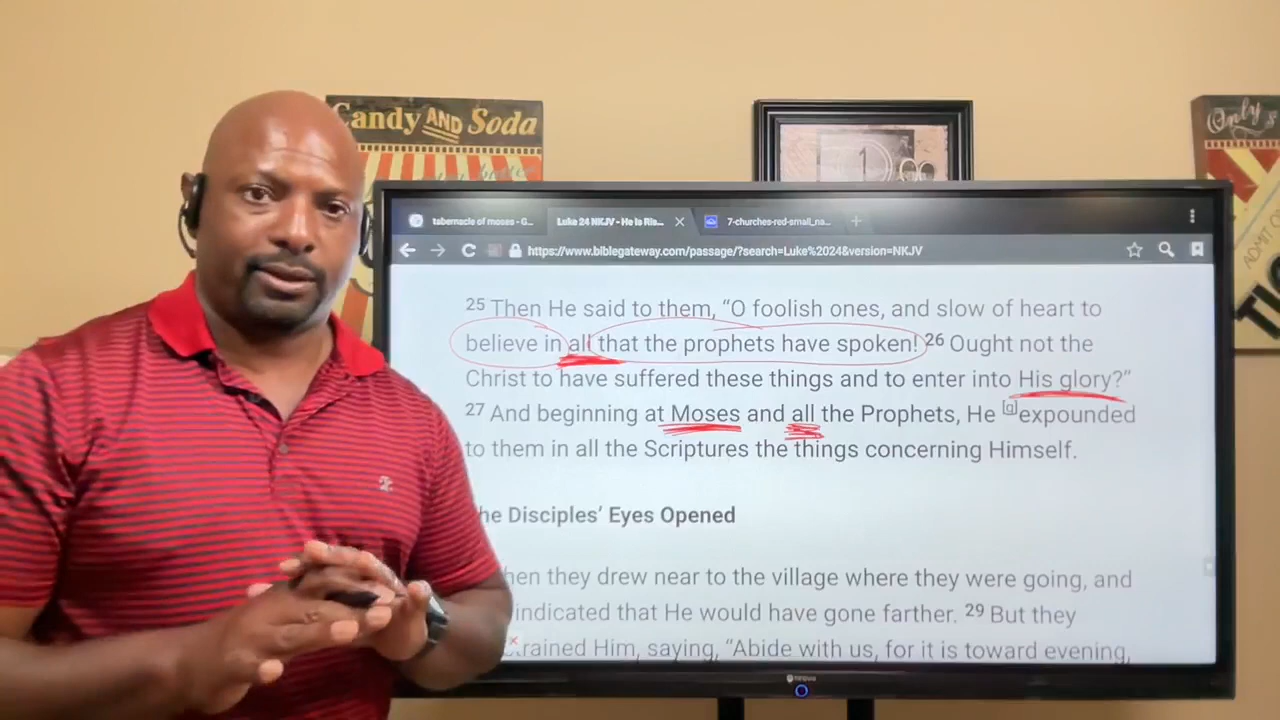 Candy AND Soda
1
Only
ADMIT O
TI
tabernacle of moses - G...
Luke 24 NKJV - He Is Ris...
7-churches-red-small_na...
https://www.biblegateway.com/passage/?search=Luke%2024&version=NKJV
25 Then He said to them, “O foolish ones, and slow of heart to
believe in all that the prophets have spoken! 26 Ought not the
Christ to have suffered these things and to enter into His glory?”
27 And beginning at Moses and all the Prophets, He [g]expounded
to them in all the Scriptures the things concerning Himself.
he Disciples’ Eyes Opened
hen they drew near to the village where they were going, and
indicated that He would have gone farther. 29 But they
rained Him, saying, “Abide with us, for it is toward evening,